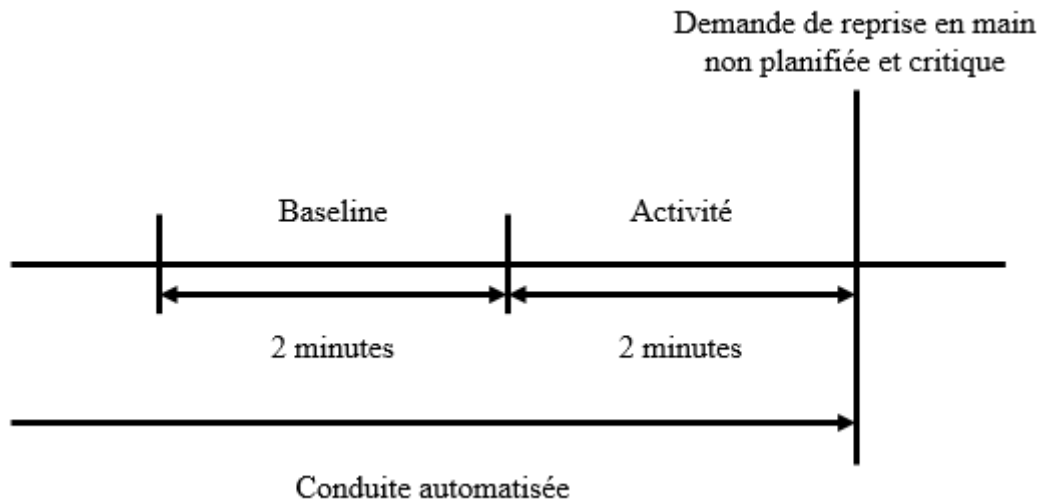 Demande de reprise en main
non planifiée et critique
Baseline
Activité
2 minutes
2 minutes
Conduite automatisée